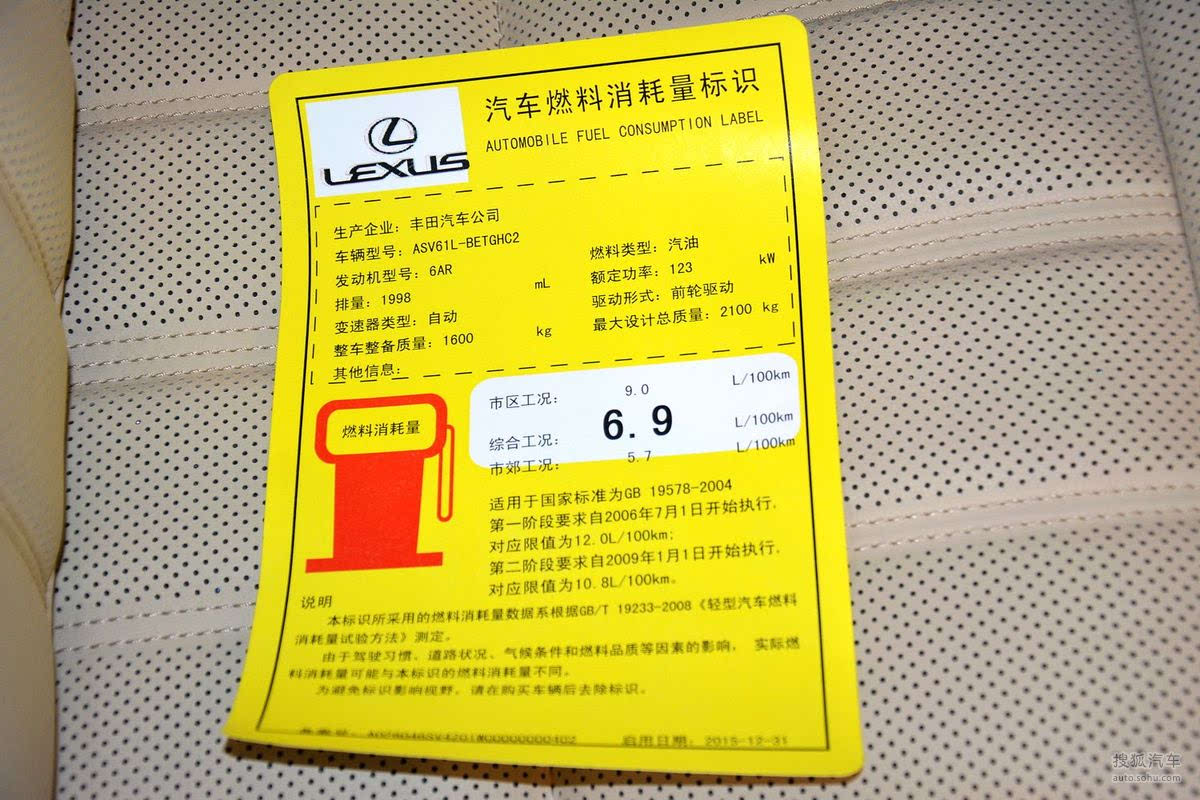 汽车燃料消耗量标识
AUTOMOBILE FUEL CONSUMPTION LABEL
LEXUS
生产企业: 丰田汽车公司
车辆型号: ASV61L-BETGHC2
发动机型号: 6AR
排量: 1998 mL
变速器类型: 自动
整车整备质量: 1600 kg
其他信息:
燃料类型: 汽油
额定功率: 123 kW
驱动形式: 前轮驱动
最大设计总质量: 2100 kg
燃料消耗量
市区工况: 9.0 L/100km
综合工况: 6.9 L/100km
市郊工况: 5.7 L/100km
适用于国家标准为GB 19578-2004
第一阶段要求自2006年7月1日开始执行,
对应限值为12.0L/100km;
第二阶段要求自2009年1月1日开始执行,
对应限值为10.8L/100km。
说明
本标识所采用的燃料消耗量数据系根据GB/T 19233-2008《轻型汽车燃料
消耗量试验方法》测定。
由于驾驶习惯、道路状况、气候条件和燃料品质等因素的影响, 实际燃
料消耗量可能与本标识的燃料消耗量不同。
为避免标识影响视野, 请在购买车辆后去除标识。
启用日期: 2015-12-31
搜狐汽车
auto.sohu.com